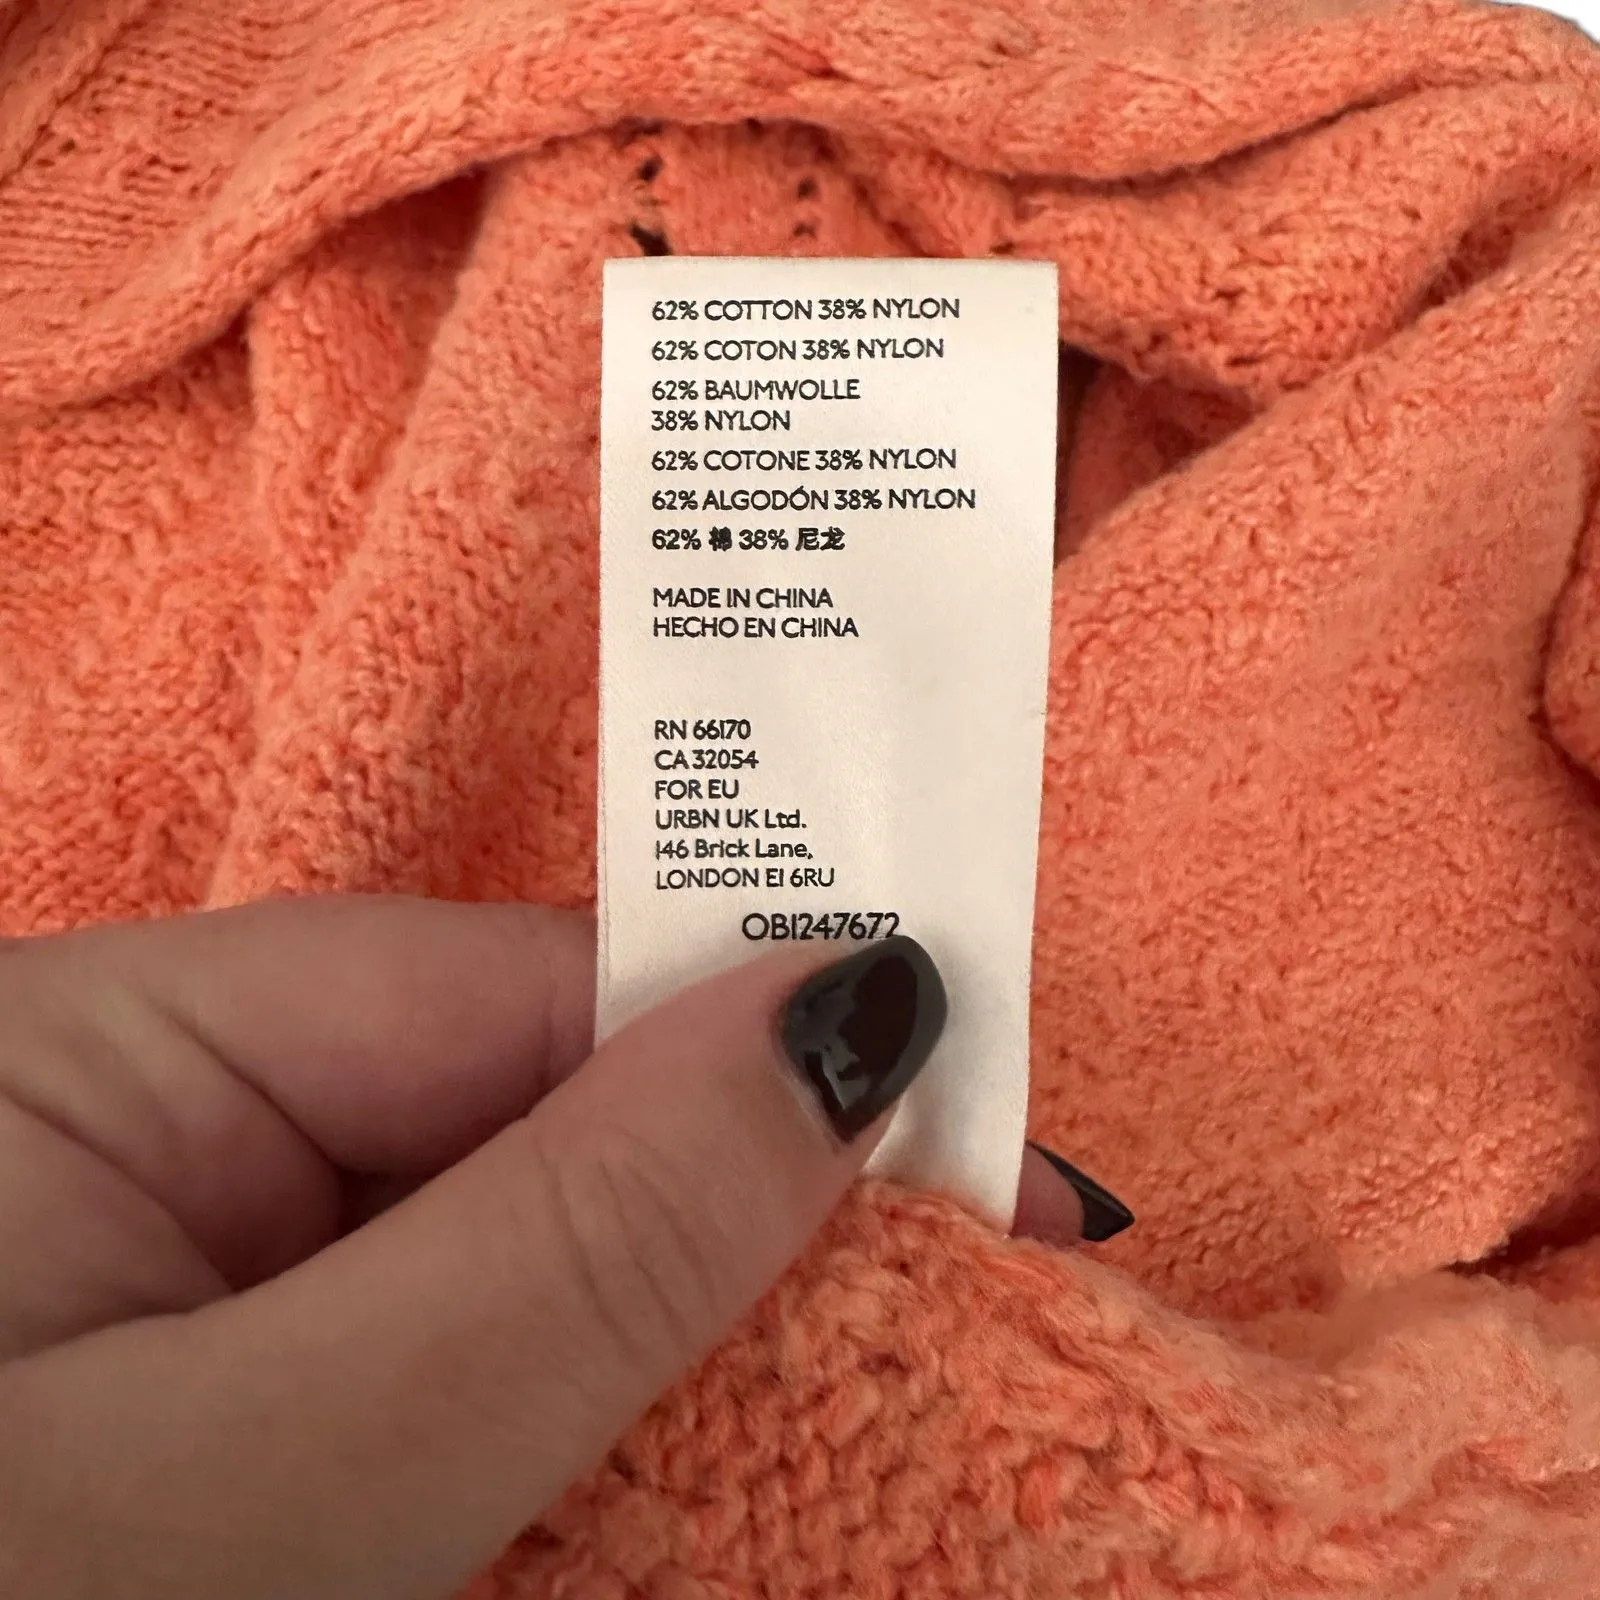 62% COTTON 38% NYLON
62% COTON 38% NYLON
62% BAUMWOLLE
38% NYLON
62% COTONE 38% NYLON
62% ALGODÓN 38% NYLON
62% 棉 38% 尼龙
MADE IN CHINA
HECHO EN CHINA
RN 66170
CA 32054
FOR EU
URBN UK Ltd.
146 Brick Lane,
LONDON E1 6RU
OB1247672